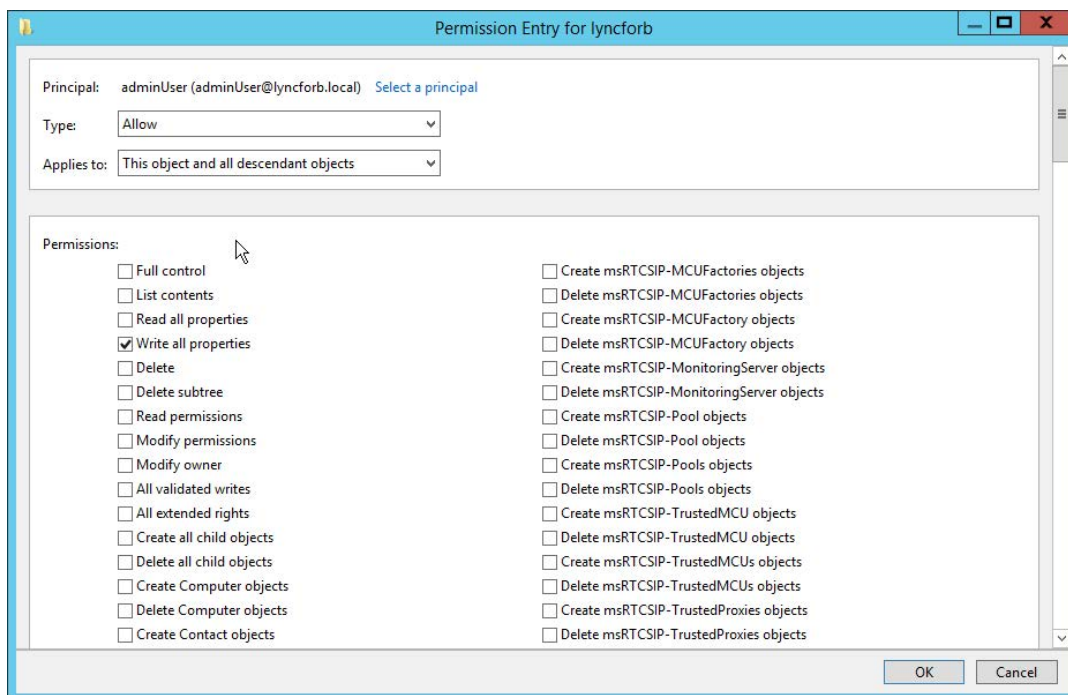 Permission Entry for lyncforb
Principal: adminUser (adminUser@lyncforb.local) Select a principal
Type: Allow
Applies to: This object and all descendant objects
Permissions:
Full control
List contents
Read all properties
Write all properties
Delete
Delete subtree
Read permissions
Modify permissions
Modify owner
All validated writes
All extended rights
Create all child objects
Delete all child objects
Create Computer objects
Delete Computer objects
Create Contact objects
Create msRTCSIP-MCUFactories objects
Delete msRTCSIP-MCUFactories objects
Create msRTCSIP-MCUFactory objects
Delete msRTCSIP-MCUFactory objects
Create msRTCSIP-MonitoringServer objects
Delete msRTCSIP-MonitoringServer objects
Create msRTCSIP-Pool objects
Delete msRTCSIP-Pool objects
Create msRTCSIP-Pools objects
Delete msRTCSIP-Pools objects
Create msRTCSIP-TrustedMCU objects
Delete msRTCSIP-TrustedMCU objects
Create msRTCSIP-TrustedMCUs objects
Delete msRTCSIP-TrustedMCUs objects
Create msRTCSIP-TrustedProxies objects
Delete msRTCSIP-TrustedProxies objects
OK Cancel